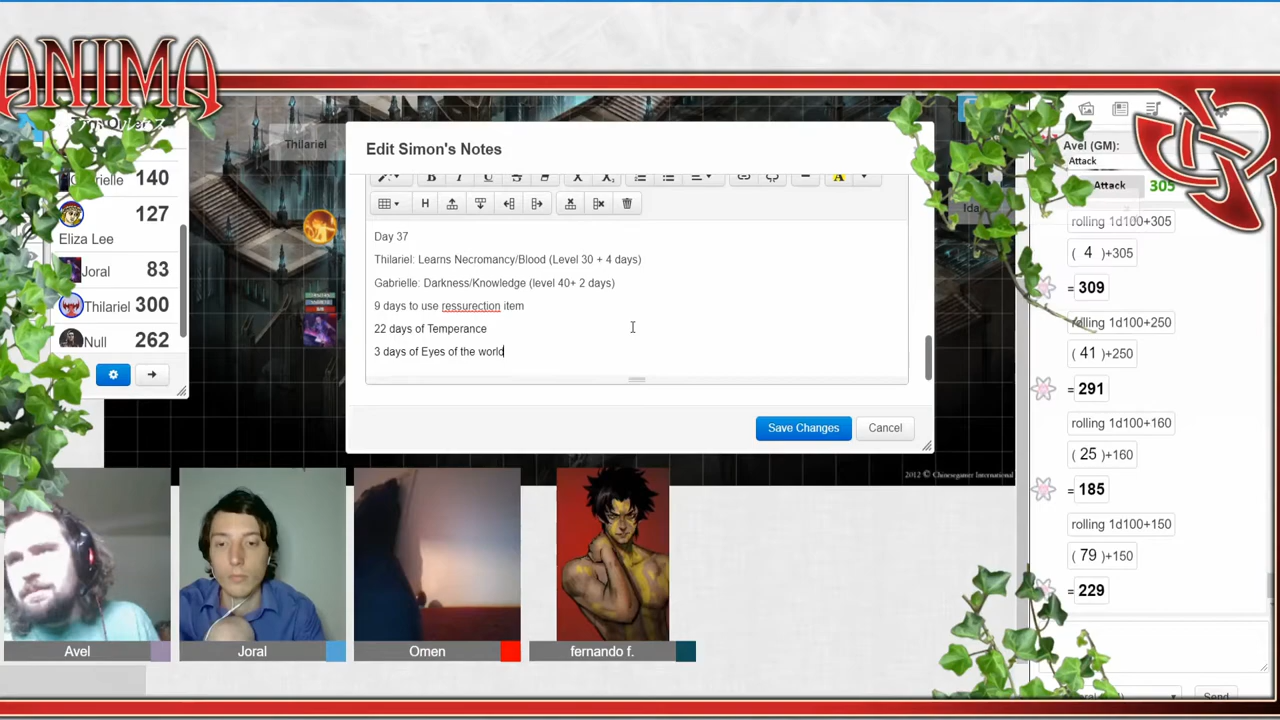 ANIMA
Thilariel
Edit Simon's Notes
Avel (GM):
Attack
Attack 305
140
127
Eliza Lee
Joral 83
Thilariel 300
Null 262
H
Day 37
Thilariel: Learns Necromancy/Blood (Level 30 + 4 days)
Gabrielle: Darkness/Knowledge (level 40+ 2 days)
9 days to use ressurection item
22 days of Temperance
3 days of Eyes of the world
Save Changes
Cancel
rolling 1d100+305
( 4 )+305
= 309
rolling 1d100+250
( 41 )+250
= 291
rolling 1d100+160
( 25 )+160
= 185
rolling 1d100+150
( 79 )+150
= 229
2012 © Chinesegamer International
Avel
Joral
Omen
fernando f.
Send